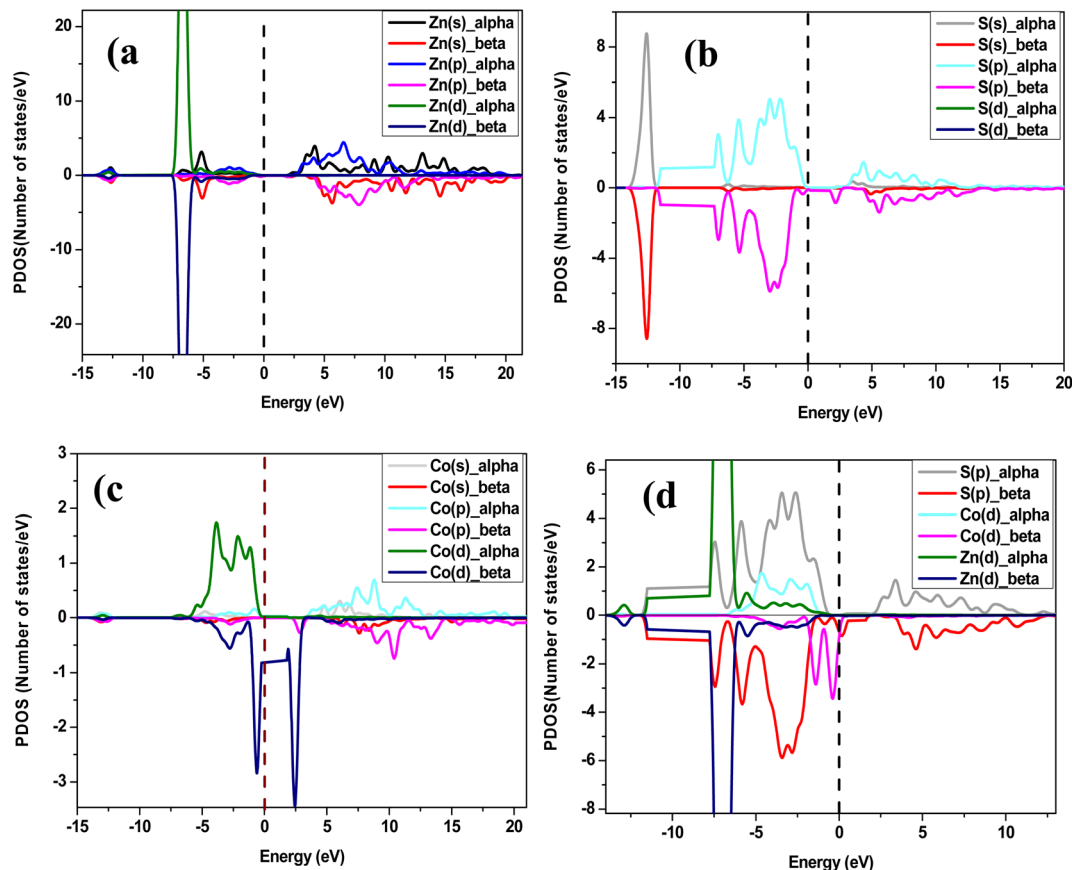 (a
Zn(s)_alpha
Zn(s)_beta
Zn(p)_alpha
Zn(p)_beta
Zn(d)_alpha
Zn(d)_beta
20
10
0
-10
-20
PDOS(Number of states/eV)
-15 -10 -5 0 5 10 15 20
Energy (eV)
(b
S(s)_alpha
S(s)_beta
S(p)_alpha
S(p)_beta
S(d)_alpha
S(d)_beta
8
4
0
-4
-8
PDOS (Number of states/eV)
-15 -10 -5 0 5 10 15 20
Energy (eV)
(c
Co(s)_alpha
Co(s)_beta
Co(p)_alpha
Co(p)_beta
Co(d)_alpha
Co(d)_beta
3
2
1
0
-1
-2
-3
PDOS (Number of states/eV)
-15 -10 -5 0 5 10 15 20
Energy (eV)
(d
S(p)_alpha
S(p)_beta
Co(d)_alpha
Co(d)_beta
Zn(d)_alpha
Zn(d)_beta
6
4
2
0
-2
-4
-6
-8
PDOS(Number of states/eV)
-10 -5 0 5 10
Energy (eV)